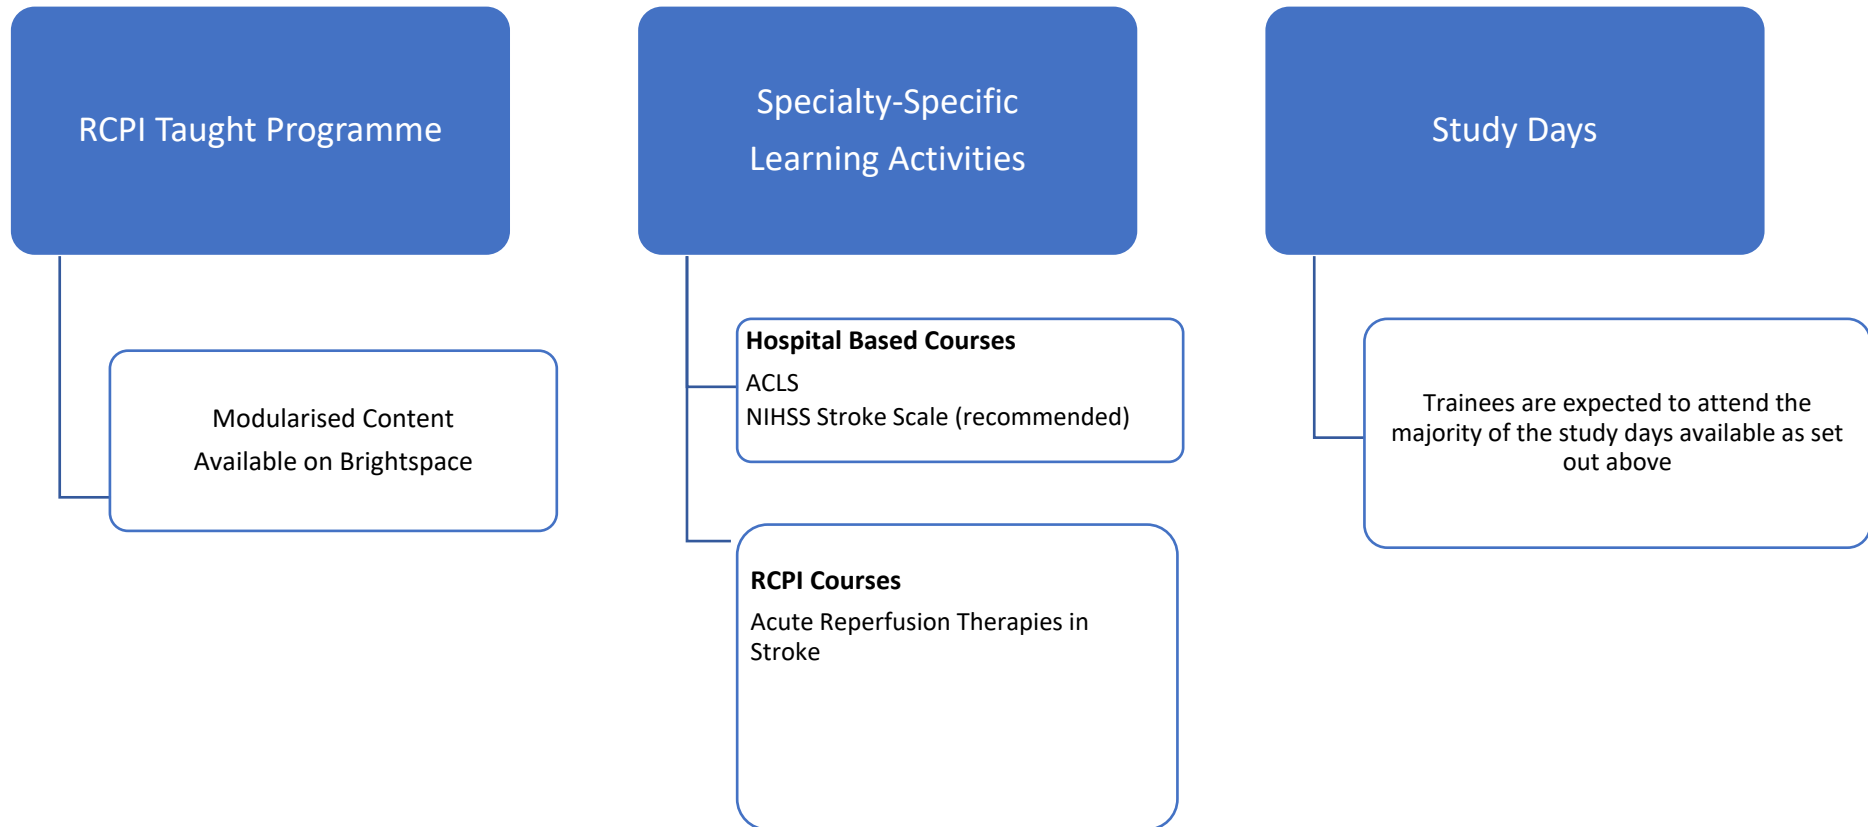 RCPI Taught Programme
Modularised Content
Available on Brightspace
Specialty-Specific
Learning Activities
Hospital Based Courses
ACLS
NIHSS Stroke Scale (recommended)
RCPI Courses
Acute Reperfusion Therapies in
Stroke
Study Days
Trainees are expected to attend the
majority of the study days available as set
out above